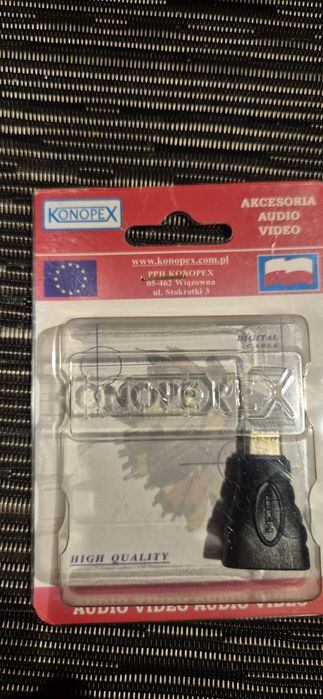 KONOPEX
AKCESORIA
AUDIO
VIDEO
www.konopex.com.pl
PPH KONOPEX
05-462 Wiązowna
ul. Stokrotki 3
DIGITAL
CABLE
KONOPEX
HIGH QUALITY
AUDIO VIDEO AUDIO VIDEO